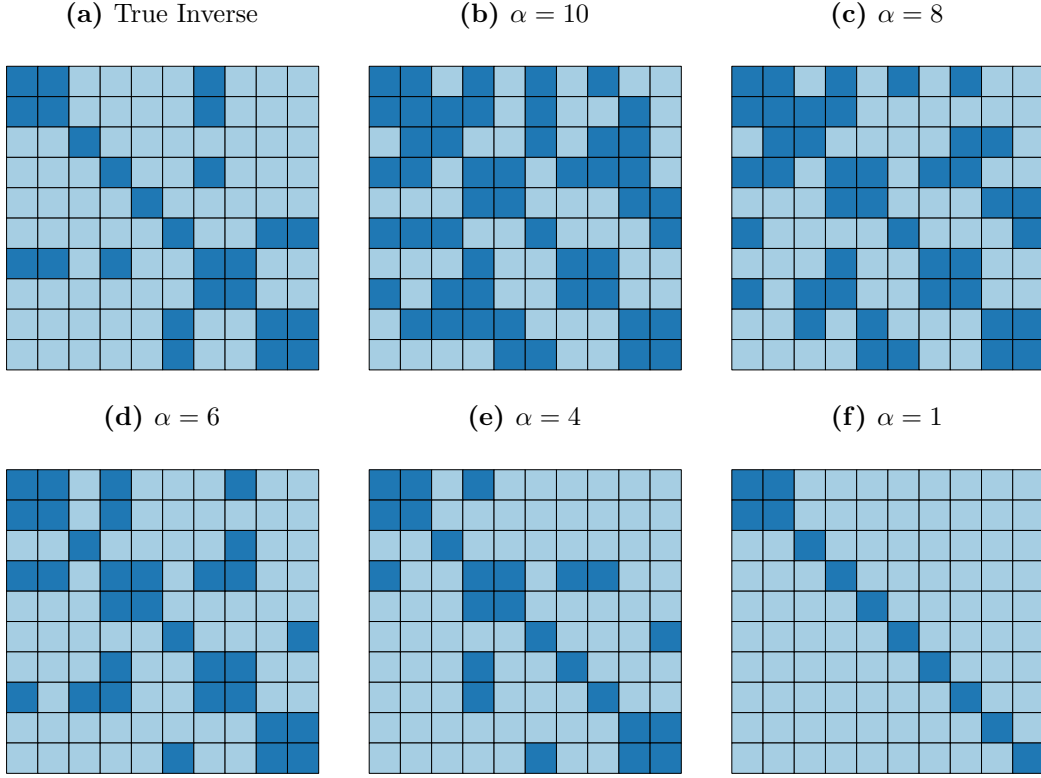 (a) True Inverse
(b) α = 10
(c) α = 8
(d) α = 6
(e) α = 4
(f) α = 1